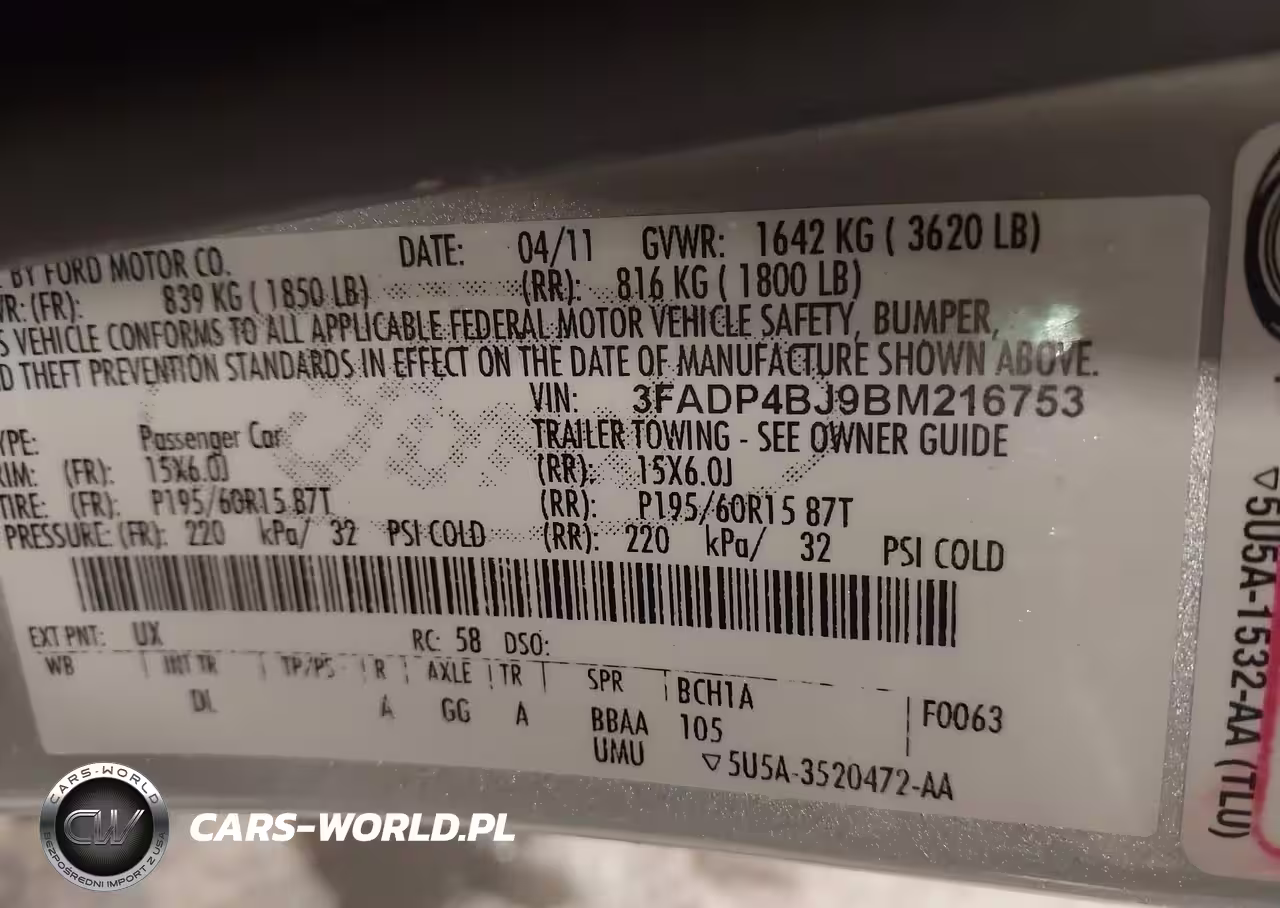 E BY FORD MOTOR CO. DATE: 04/11 GVWR: 1642 KG ( 3620 LB)
WR: (FR): 839 KG ( 1850 LB) (RR): 816 KG ( 1800 LB)
S VEHICLE CONFORMS TO ALL APPLICABLE FEDERAL MOTOR VEHICLE SAFETY, BUMPER,
D THEFT PREVENTION STANDARDS IN EFFECT ON THE DATE OF MANUFACTURE SHOWN ABOVE.
VIN: 3FADP4BJ9BM216753
YPE: Passenger Car TRAILER TOWING - SEE OWNER GUIDE
RIM: (FR): 15X6.0J (RR): 15X6.0J
TIRE: (FR): P195/60R15 87T (RR): P195/60R15 87T
PRESSURE: (FR): 220 kPa/ 32 PSI COLD (RR): 220 kPa/ 32 PSI COLD
EXT PNT: UX RC: 58 DSO:
WB INT TR TP/PS R AXLE TR SPR BCH1A
DL A GG A BBAA 105 F0063
UMU ▽5U5A-3520472-AA
▽5U5A-1532-AA (TLU)
CARS-WORLD
CW
BEZPOŚREDNI IMPORT Z USA
CARS-WORLD.PL